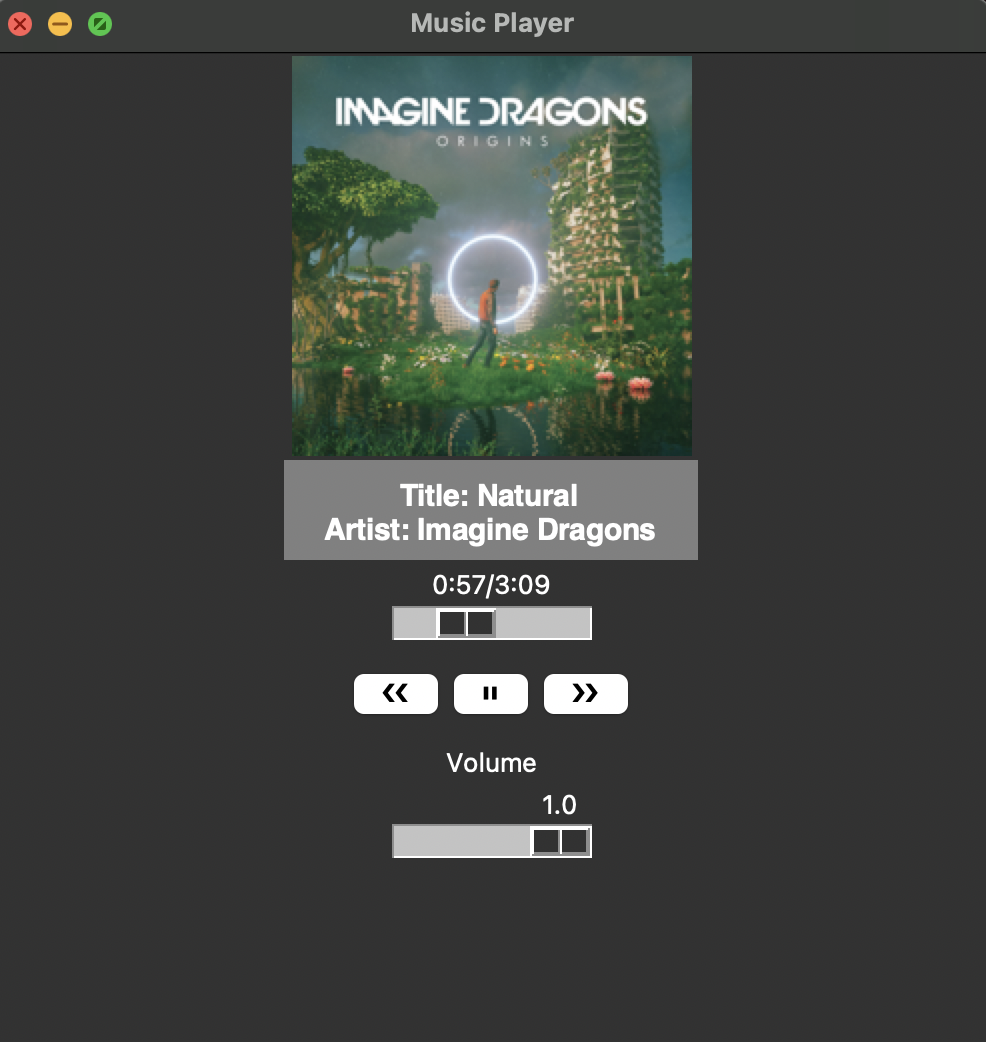 Music Player
IMAGINE DRAGONS
ORIGINS
Title: Natural
Artist: Imagine Dragons
0:57/3:09
Volume
1.0